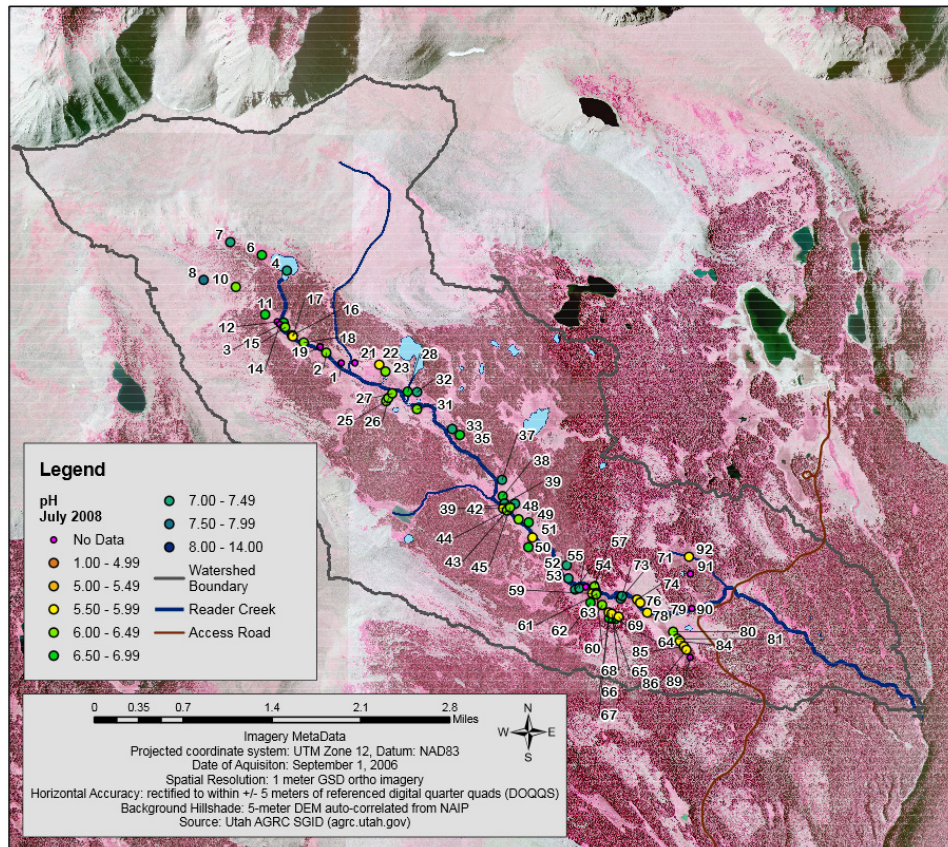 7
6
4
8
10
17
16
11
12
3
15
14
19
2
18
1
21
22
23
28
32
27
25
26
31
33
35
37
38
39
39
42
48
49
44
51
43
50
45
52
55
57
71
92
53
54
73
74
91
59
76
79
90
61
63
78
62
69
64
80
81
60
85
84
68
65
89
66
86
67
Legend
pH
July 2008
No Data
1.00 - 4.99
5.00 - 5.49
5.50 - 5.99
6.00 - 6.49
6.50 - 6.99
7.00 - 7.49
7.50 - 7.99
8.00 - 14.00
Watershed
Boundary
Reader Creek
Access Road
0 0.35 0.7 1.4 2.1 2.8
Miles
N
W E
S
Imagery MetaData
Projected coordinate system: UTM Zone 12, Datum: NAD83
Date of Aquisiton: September 1, 2006
Spatial Resolution: 1 meter GSD ortho imagery
Horizontal Accuracy: rectified to within +/- 5 meters of referenced digital quarter quads (DOQQS)
Background Hillshade: 5-meter DEM auto-correlated from NAIP
Source: Utah AGRC SGID (agrc.utah.gov)